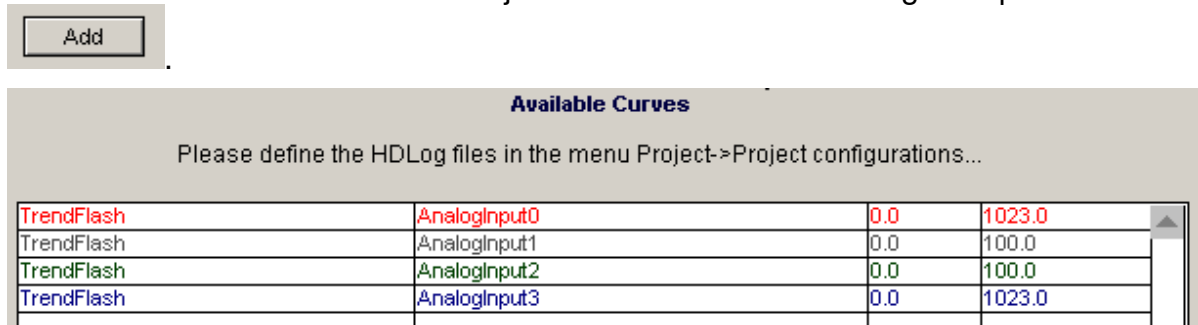 Add
.
Available Curves
Please define the HDLog files in the menu Project->Project configurations...
TrendFlash AnalogInput0 0.0 1023.0
TrendFlash AnalogInput1 0.0 100.0
TrendFlash AnalogInput2 0.0 100.0
TrendFlash AnalogInput3 0.0 1023.0